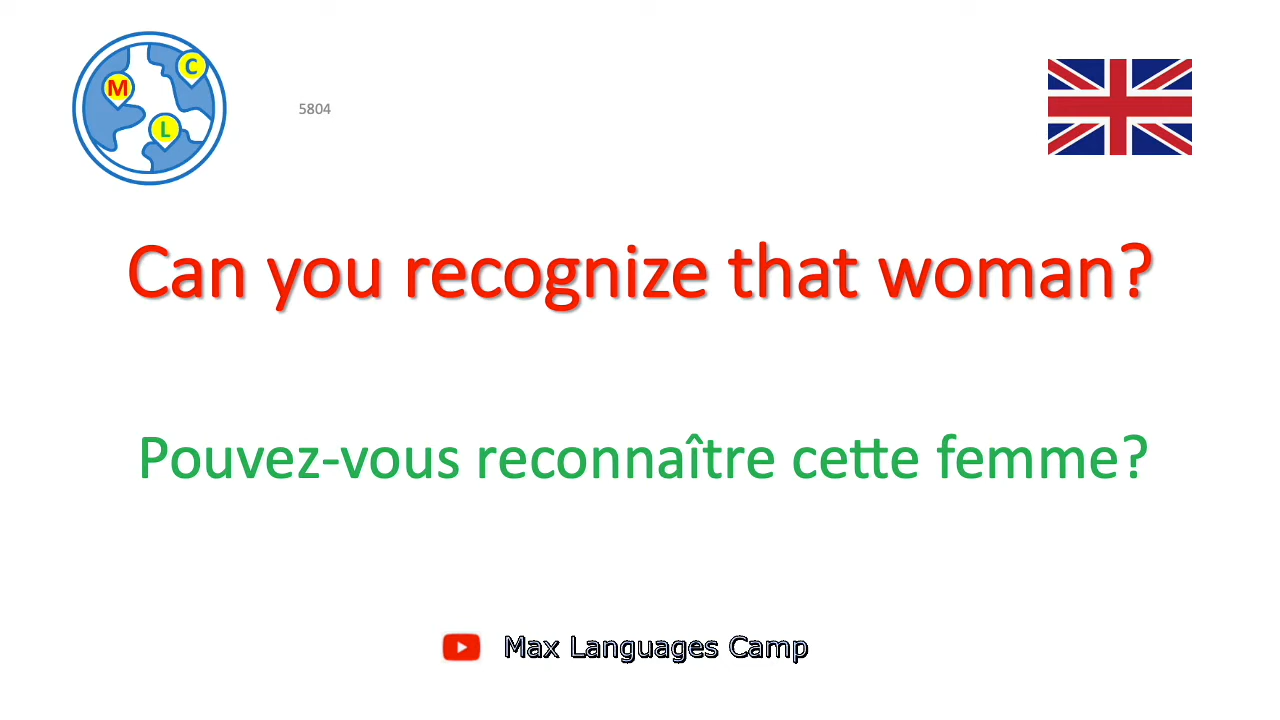 C
M
L
5804
Can you recognize that woman?
Pouvez-vous reconnaître cette femme?
Max Languages Camp